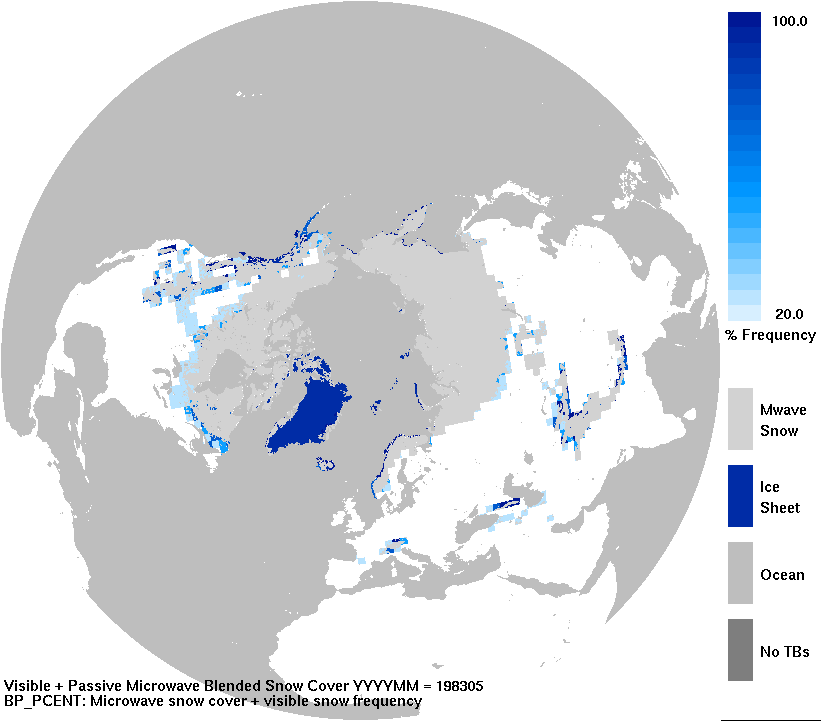 100.0
20.0
% Frequency
Mwave
Snow
Ice
Sheet
Ocean
No TBs
Visible + Passive Microwave Blended Snow Cover YYYYMM = 198305
BP_PCENT: Microwave snow cover + visible snow frequency